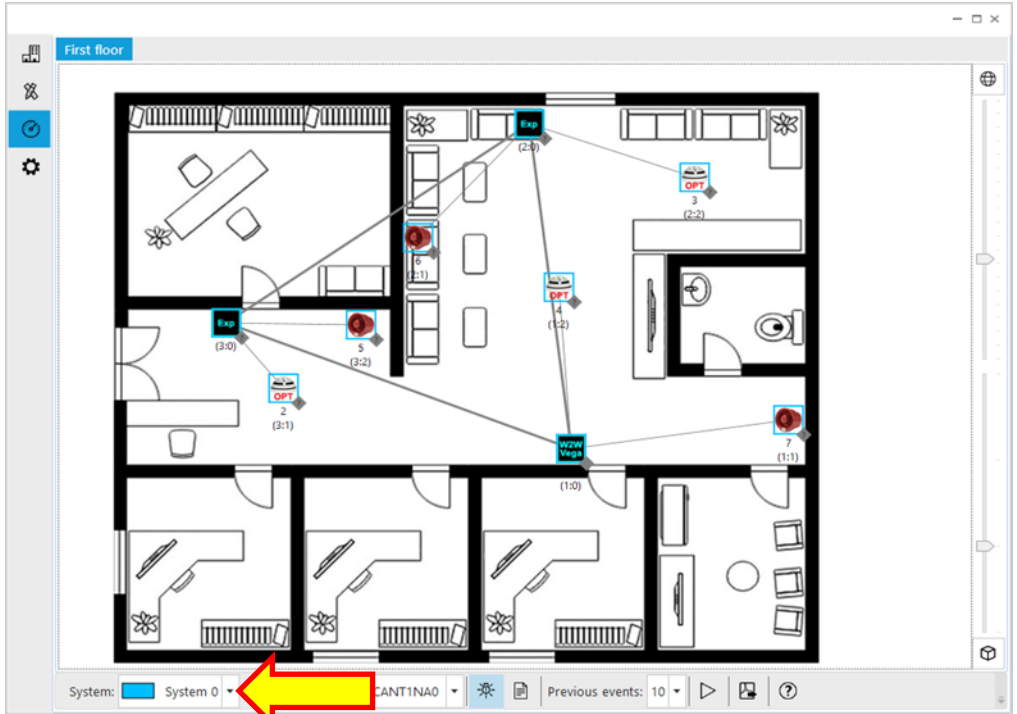 First floor
Exp
(2:0)
OPT
3
(2:2)
6
(2:1)
OPT
4
(1:2)
Exp
(3:0)
5
(3:2)
OPT
2
(3:1)
7
(1:1)
W2W
Vega
(1:0)
System: System 0 CANT1NA0 Previous events: 10